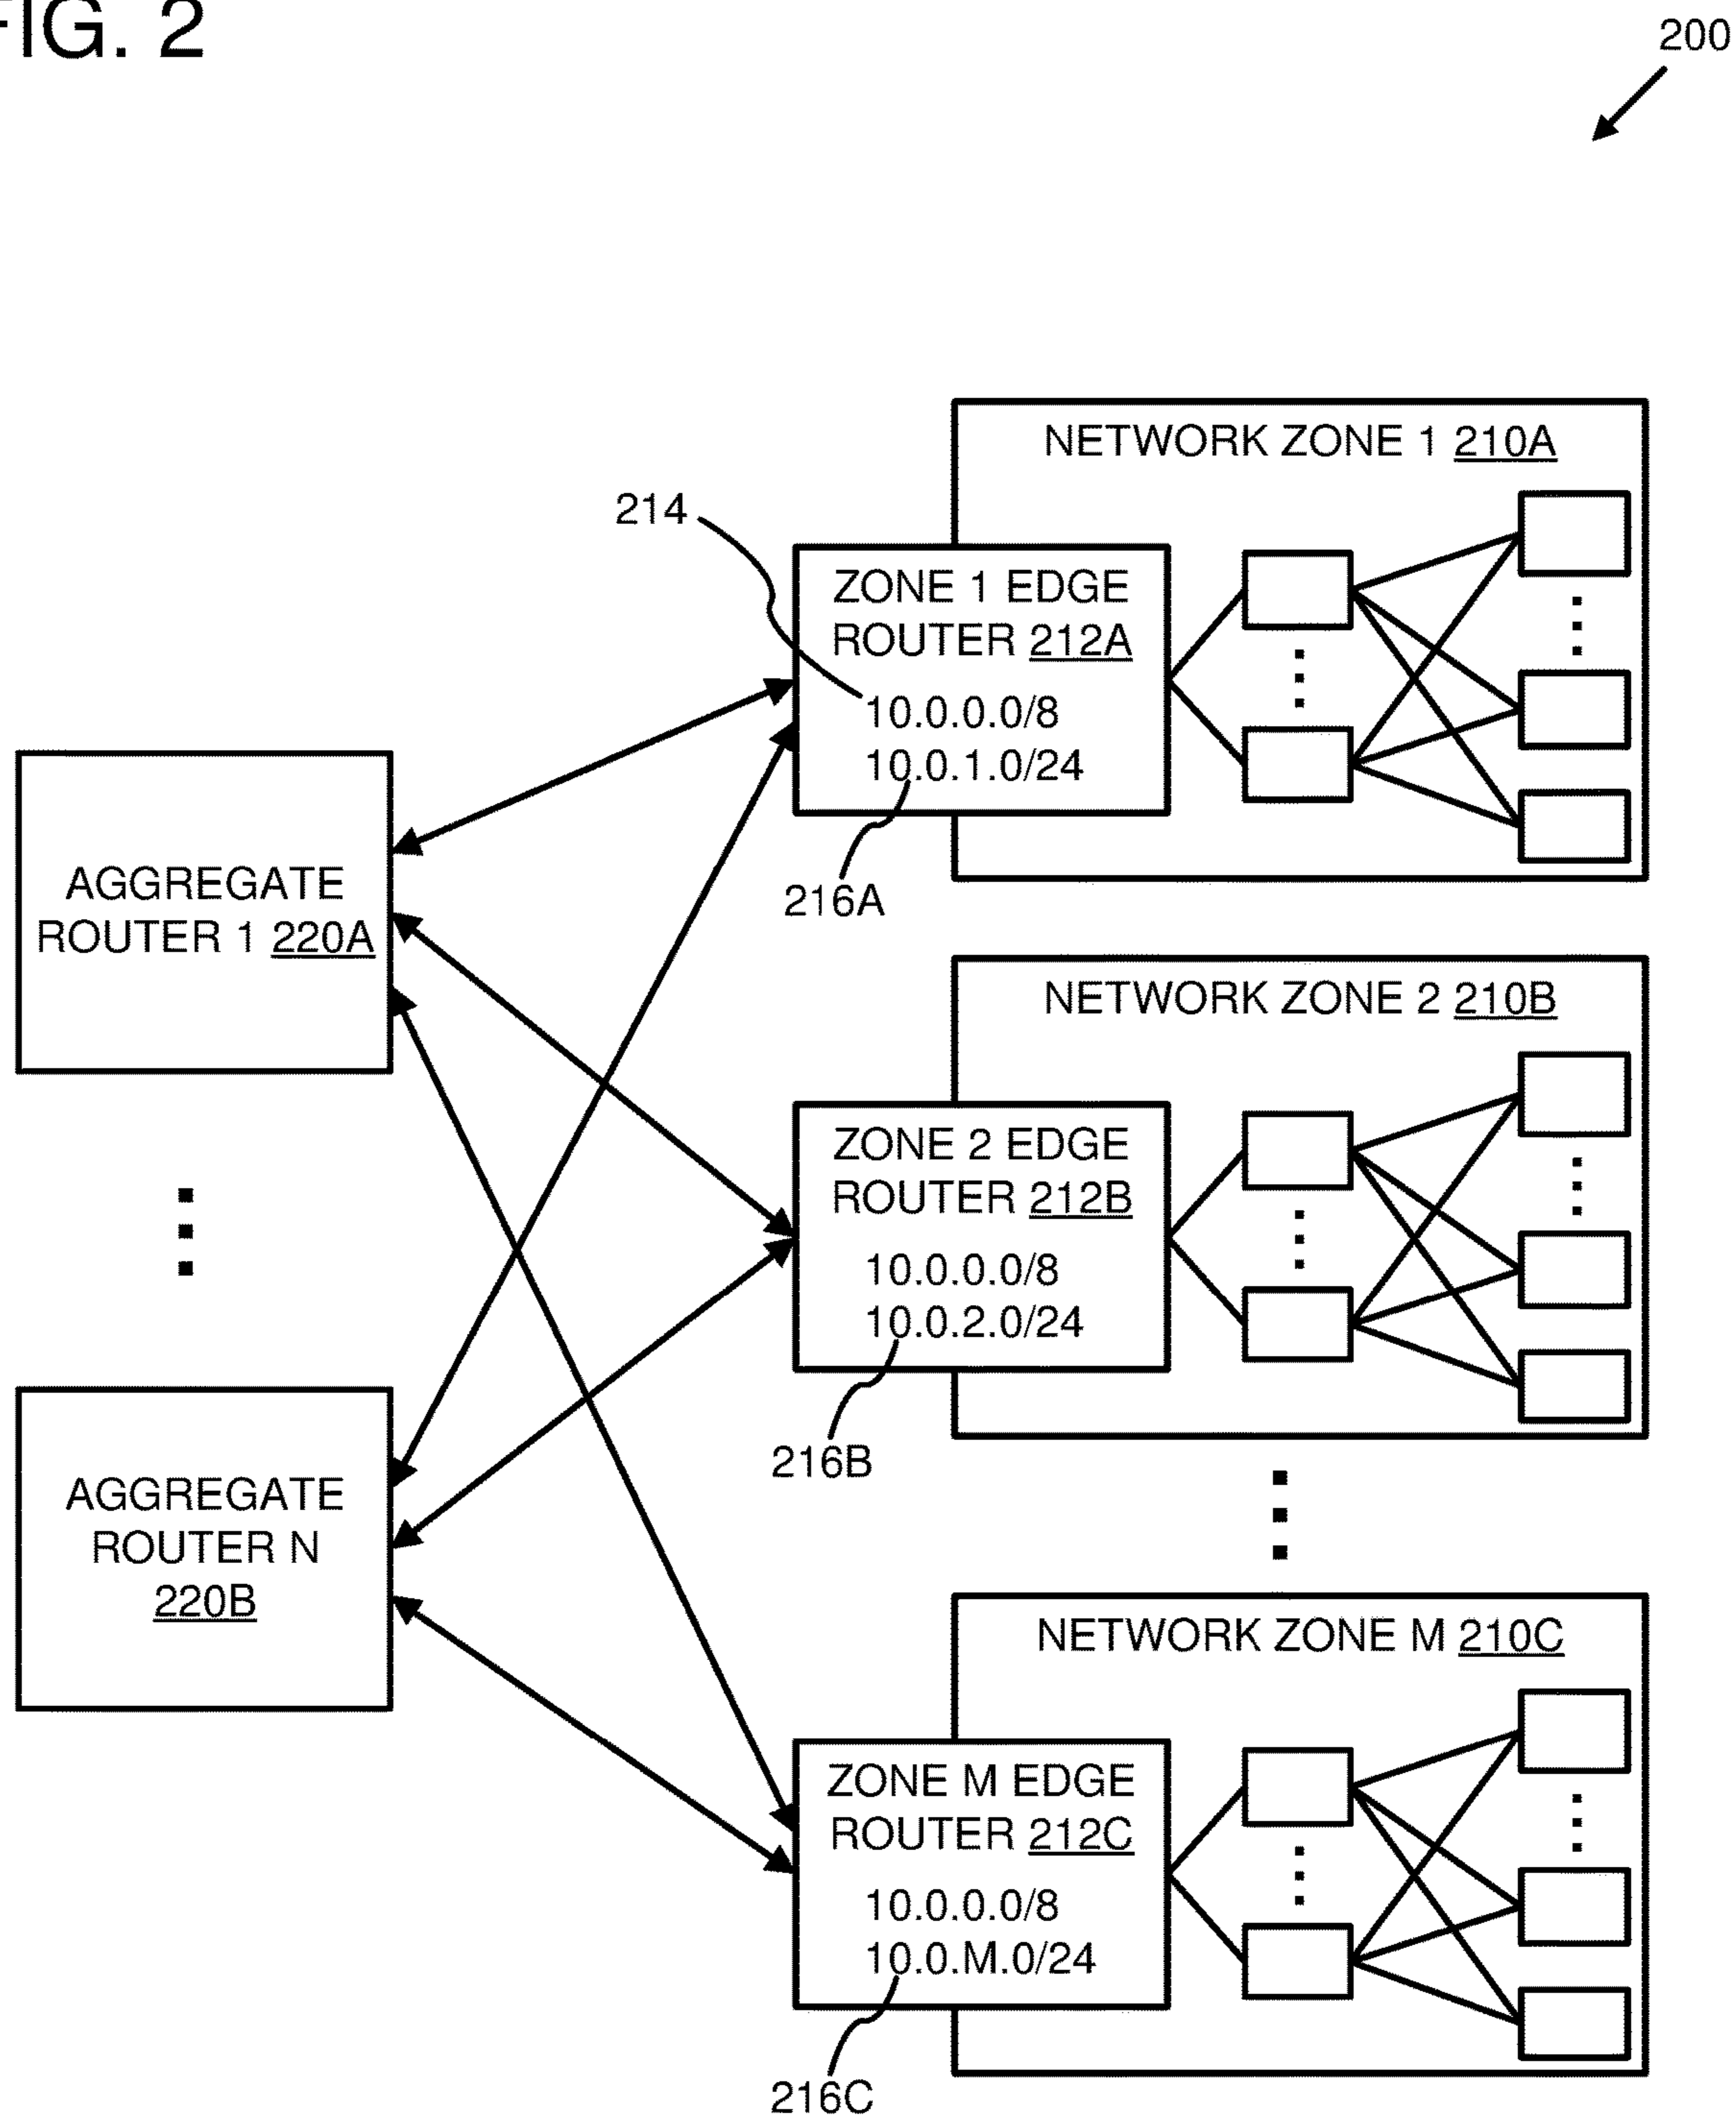 FIG. 2
200
NETWORK ZONE 1 210A
214
ZONE 1 EDGE
ROUTER 212A
10.0.0.0/8
10.0.1.0/24
216A
AGGREGATE
ROUTER 1 220A
NETWORK ZONE 2 210B
ZONE 2 EDGE
ROUTER 212B
10.0.0.0/8
10.0.2.0/24
216B
AGGREGATE
ROUTER N
220B
NETWORK ZONE M 210C
ZONE M EDGE
ROUTER 212C
10.0.0.0/8
10.0.M.0/24
216C